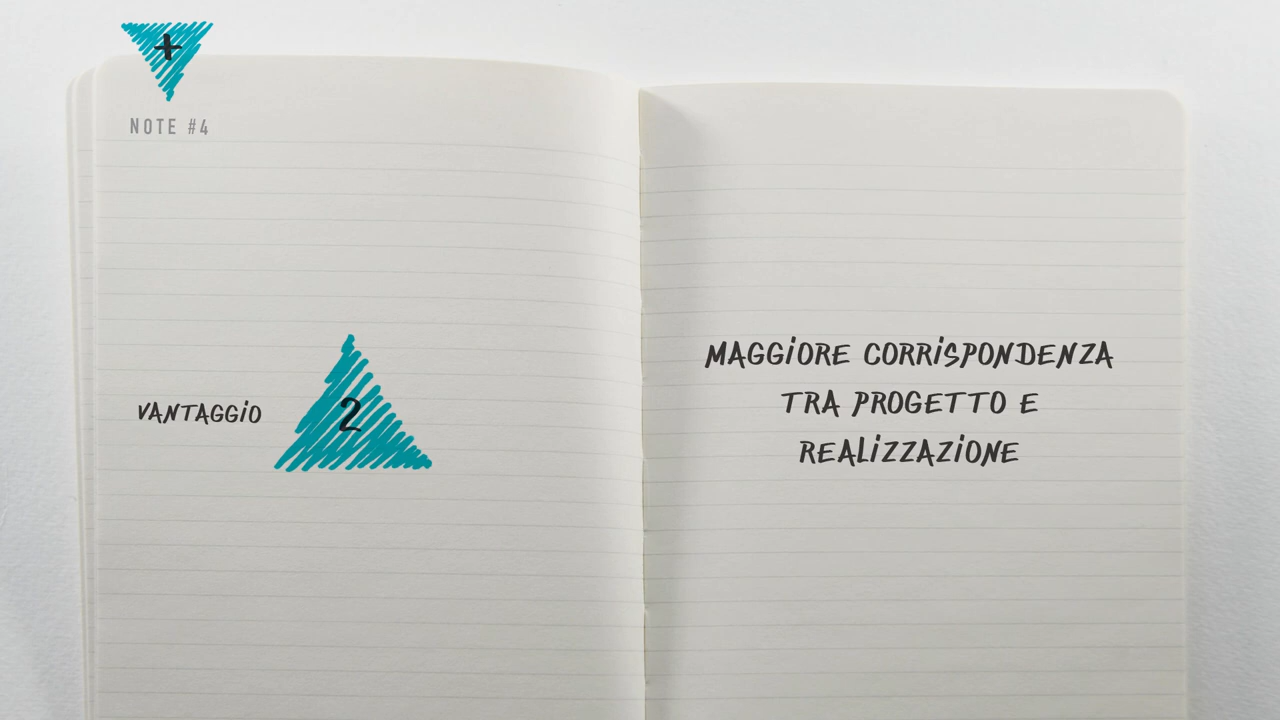 +
NOTE #4
VANTAGGIO
2
MAGGIORE CORRISPONDENZA
TRA PROGETTO E
REALIZZAZIONE